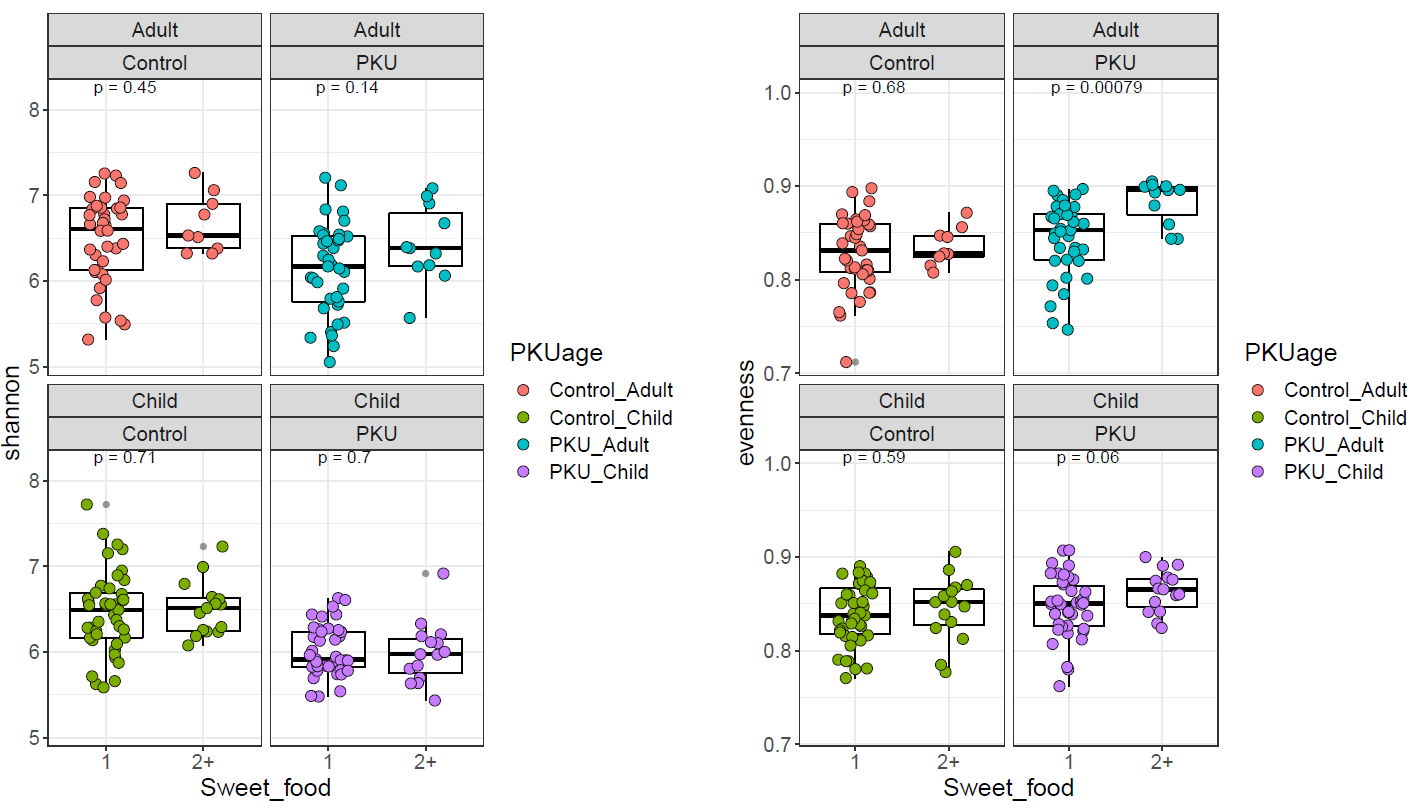 Adult Adult
Control PKU
p = 0.45 p = 0.14
8
7
6
5
shannon
Child Child
Control PKU
p = 0.71 p = 0.7
8
7
6
5
1 2+ 1 2+
Sweet_food
PKUage
Control_Adult
Control_Child
PKU_Adult
PKU_Child
Adult Adult
Control PKU
p = 0.68 p = 0.00079
1.0
0.9
0.8
0.7
evenness
Child Child
Control PKU
p = 0.59 p = 0.06
1.0
0.9
0.8
0.7
1 2+ 1 2+
Sweet_food
PKUage
Control_Adult
Control_Child
PKU_Adult
PKU_Child